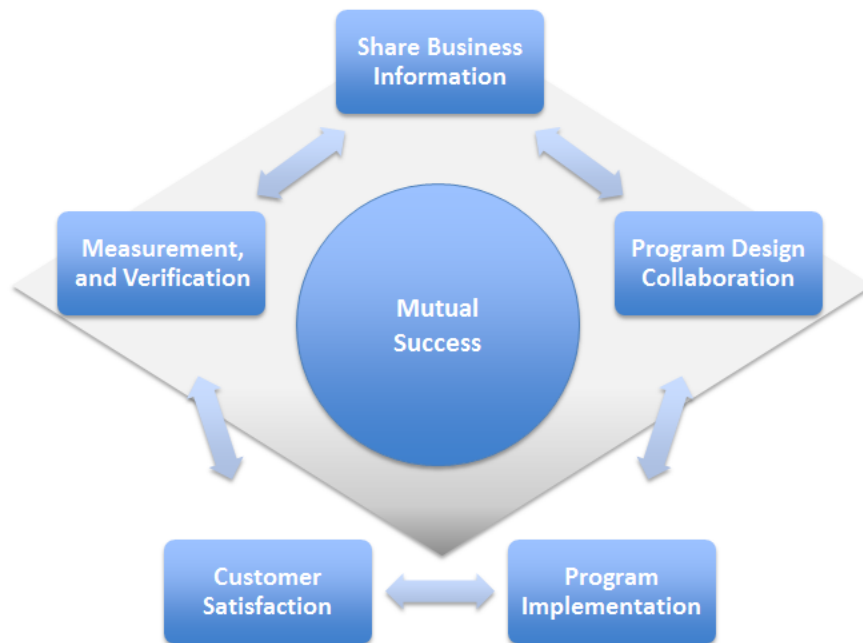 Share Business
Information
Measurement,
and Verification
Program Design
Collaboration
Mutual
Success
Customer
Satisfaction
Program
Implementation